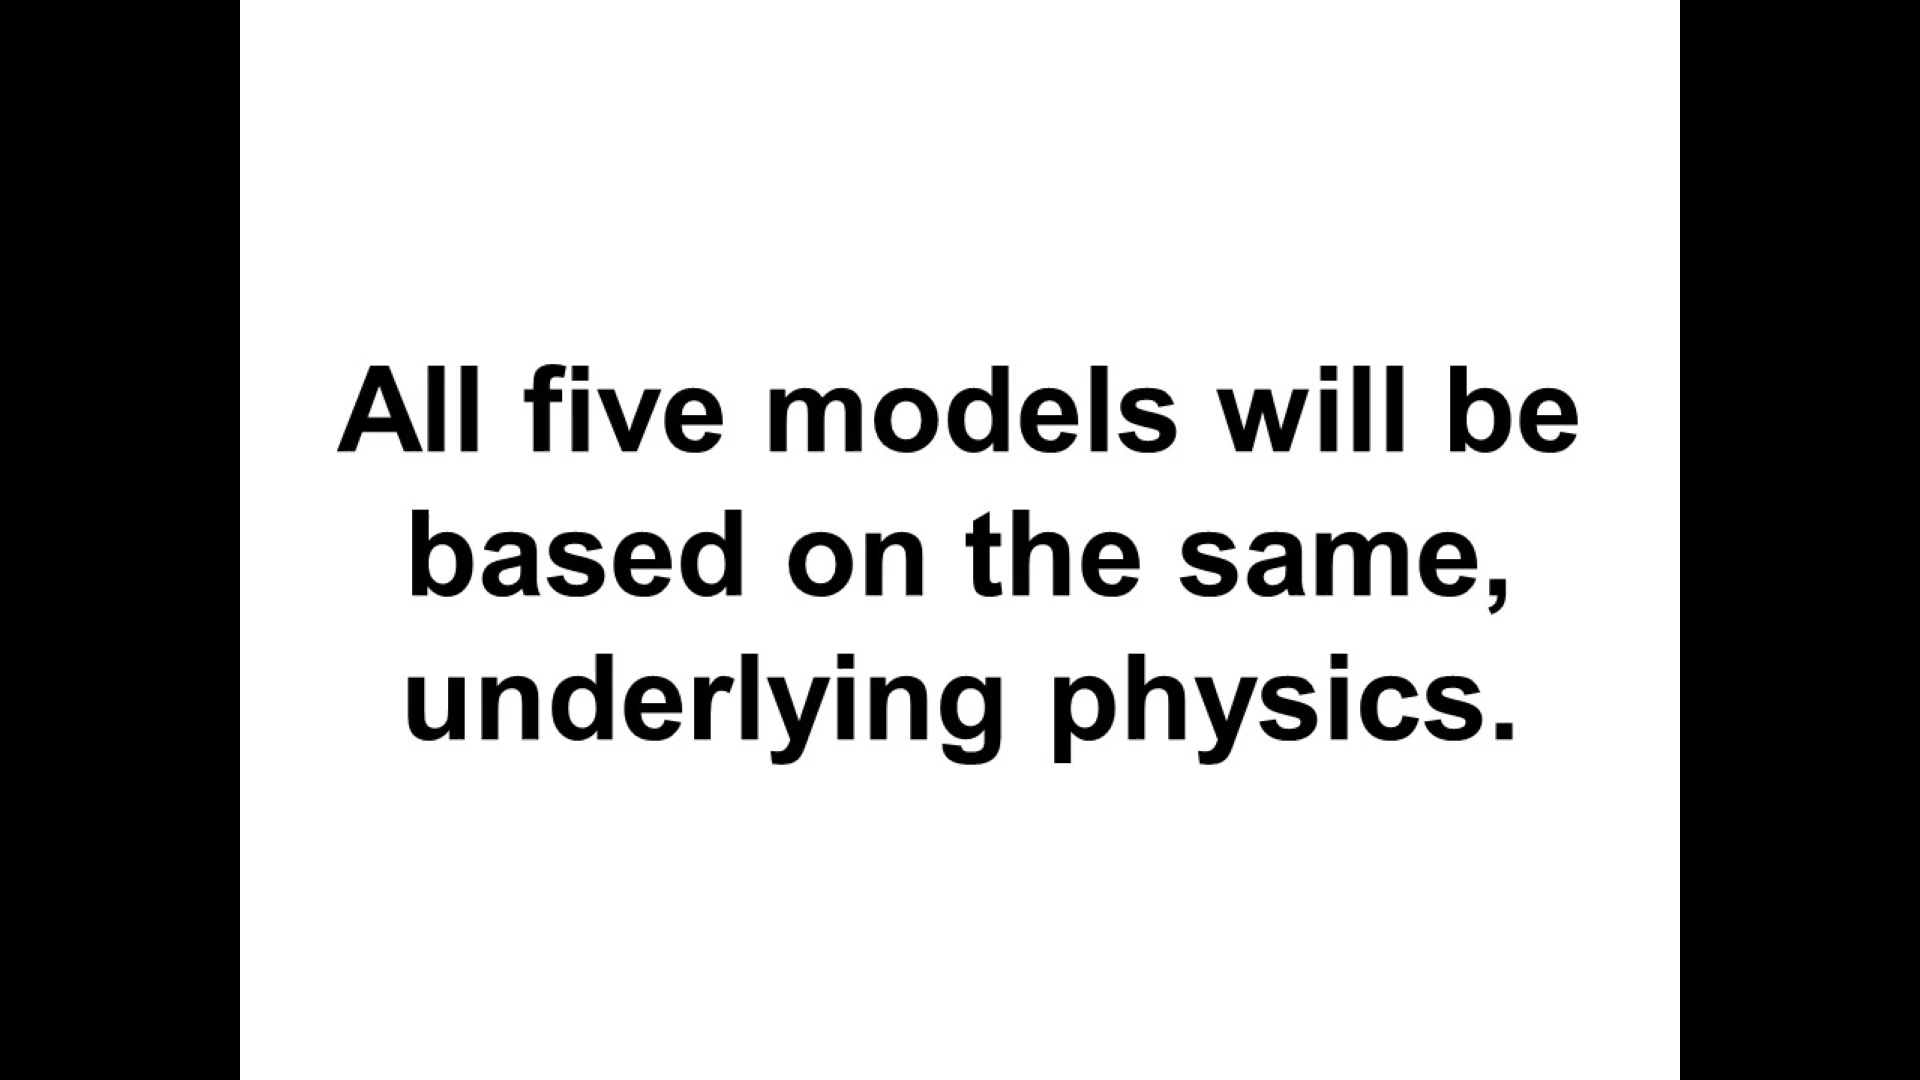 All five models will be
based on the same,
underlying physics.